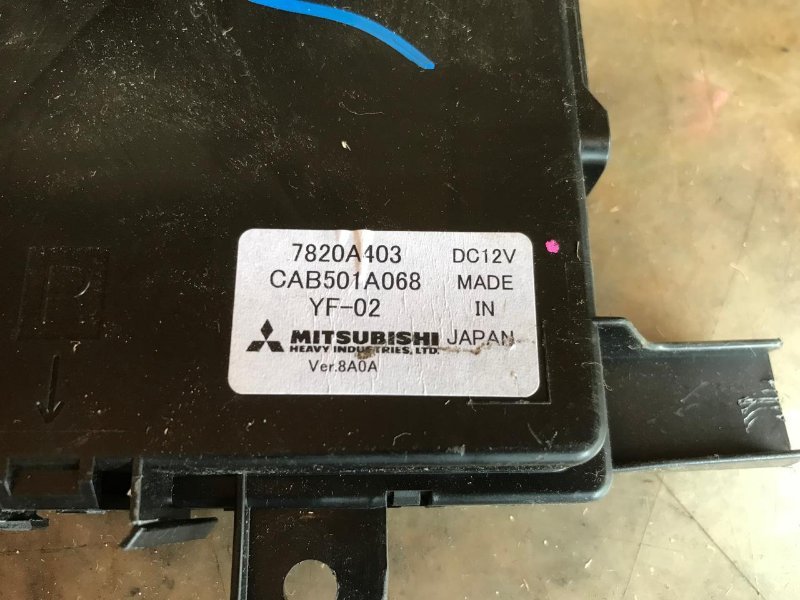 7820A403 DC12V
CAB501A068 MADE
YF-02 IN
MITSUBISHI JAPAN
HEAVY INDUSTRIES, LTD.
Ver.8A0A